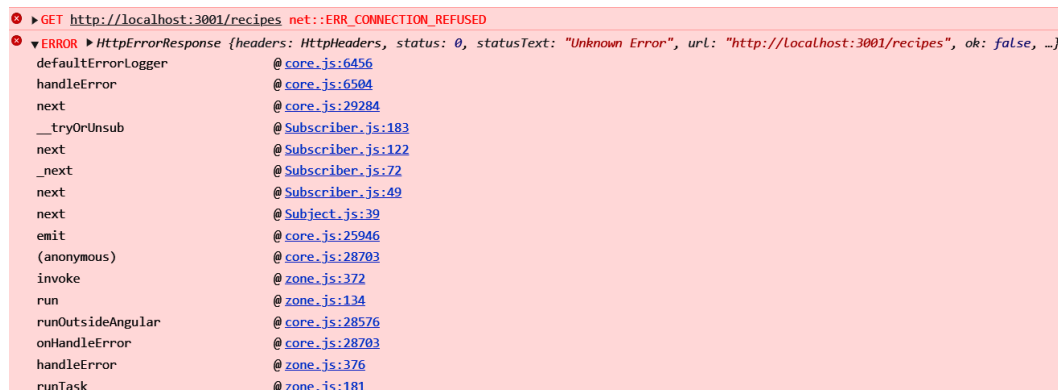 ▶GET http://localhost:3001/recipes net::ERR_CONNECTION_REFUSED
▼ERROR ▶HttpErrorResponse {headers: HttpHeaders, status: 0, statusText: "Unknown Error", url: "http://localhost:3001/recipes", ok: false, …}
defaultErrorLogger @ core.js:6456
handleError @ core.js:6504
next @ core.js:29284
__tryOrUnsub @ Subscriber.js:183
next @ Subscriber.js:122
_next @ Subscriber.js:72
next @ Subscriber.js:49
next @ Subject.js:39
emit @ core.js:25946
(anonymous) @ core.js:28703
invoke @ zone.js:372
run @ zone.js:134
runOutsideAngular @ core.js:28576
onHandleError @ core.js:28703
handleError @ zone.js:376
runTask @ zone.js:181